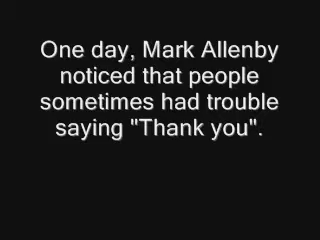 One day, Mark Allenby
noticed that people
sometimes had trouble
saying "Thank you".